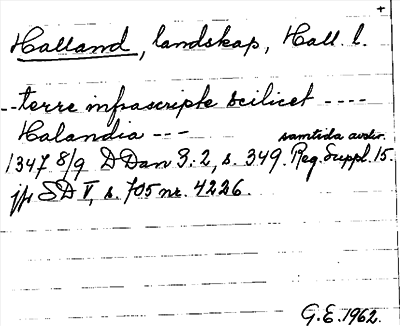 +
Halland, landskap, Hall. l.
--terre infrascripte scilicet ----
Halandia ---
samtida avskr.
1347 8/9 DDan 3:2, s. 349. Reg. Suppl. 15.
jfr SD V, s. 705 nr. 4226.
G.E. 1962.